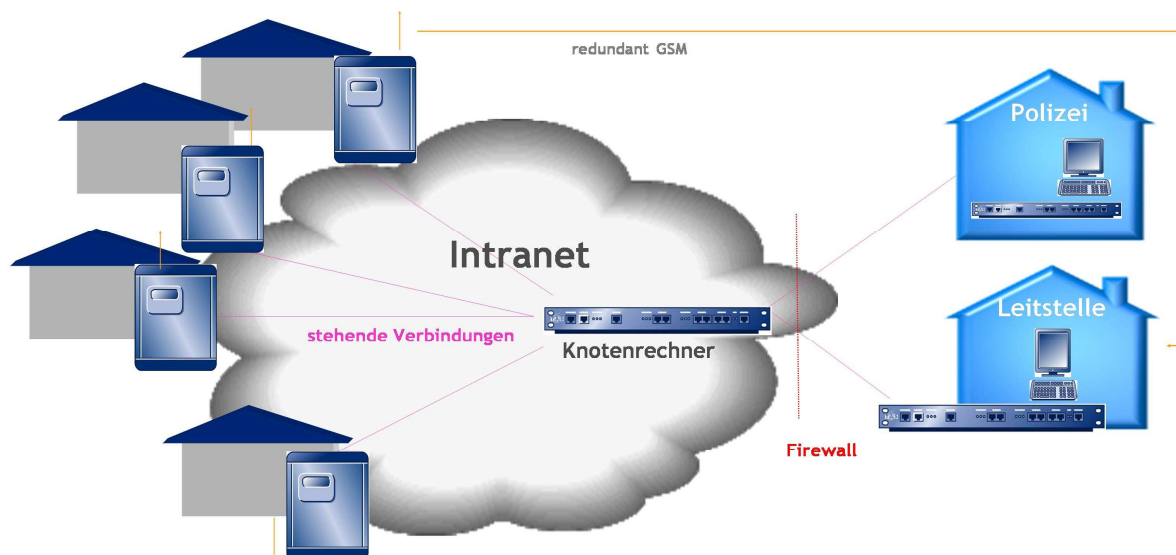 redundant GSM
Polizei
Intranet
Leitstelle
stehende Verbindungen
Knotenrechner
Firewall